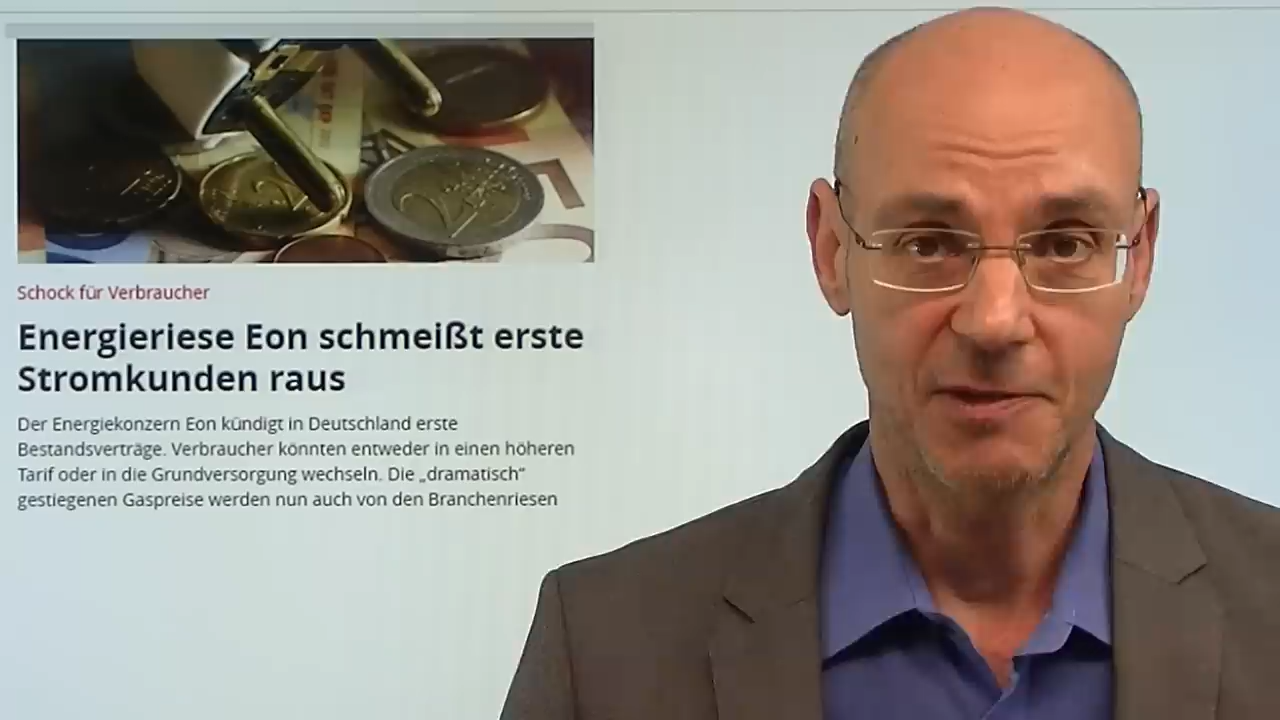 Schock für Verbraucher
Energieriese Eon schmeißt erste
Stromkunden raus
Der Energiekonzern Eon kündigt in Deutschland erste
Bestandsverträge. Verbraucher könnten entweder in einen höheren
Tarif oder in die Grundversorgung wechseln. Die „dramatisch“
gestiegenen Gaspreise werden nun auch von den Branchenriesen